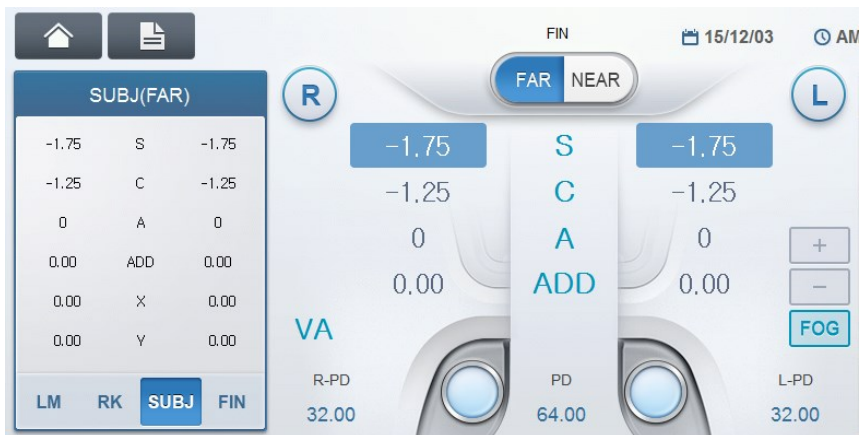 FIN
15/12/03 AM
SUBJ(FAR)
-1.75 S -1.75
-1.25 C -1.25
0 A 0
0.00 ADD 0.00
0.00 X 0.00
0.00 Y 0.00
LM RK SUBJ FIN
R
FAR NEAR
L
-1.75 S -1.75
-1.25 C -1.25
0 A 0
0.00 ADD 0.00
+
-
FOG
VA
R-PD PD L-PD
32.00 64.00 32.00